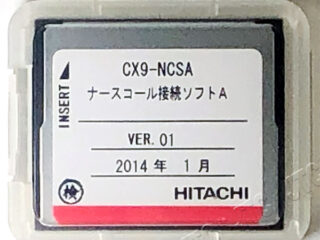 INSERT
CX9-NCSA
ナースコール接続ソフトA
VER. 01
2014 年 1 月
検
HITACHI